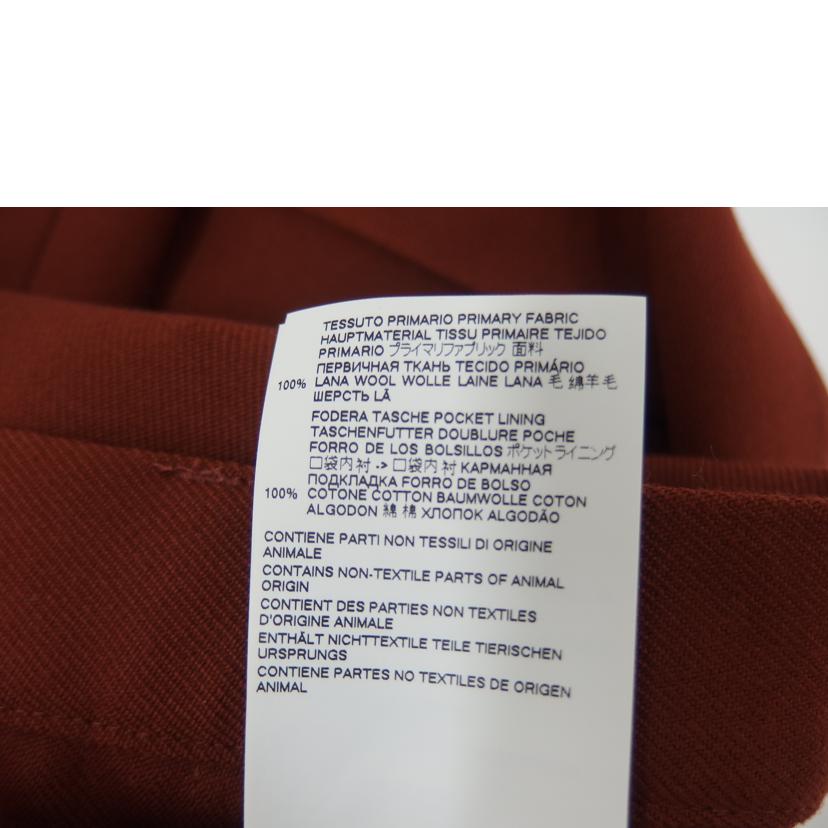 TESSUTO PRIMARIO PRIMARY FABRIC
HAUPTMATERIAL TISSU PRIMAIRE TEJIDO
PRIMARIO プライマリファブリック 面料
ПЕРВИЧНАЯ ТКАНЬ TECIDO PRIMÁRIO
100% LANA WOOL WOLLE LAINE LANA 毛 绵羊毛
ШЕРСТЬ LÃ
FODERA TASCHE POCKET LINING
TASCHENFUTTER DOUBLURE POCHE
FORRO DE LOS BOLSILLOS ポケットライニング
口袋内衬 -> 口袋内衬 КАРМАННАЯ
ПОДКЛАДКА FORRO DE BOLSO
100% COTONE COTTON BAUMWOLLE COTON
ALGODON 綿 棉 ХЛОПОК ALGODÃO
CONTIENE PARTI NON TESSILI DI ORIGINE
ANIMALE
CONTAINS NON-TEXTILE PARTS OF ANIMAL
ORIGIN
CONTIENT DES PARTIES NON TEXTILES
D'ORIGINE ANIMALE
ENTHÄLT NICHTTEXTILE TEILE TIERISCHEN
URSPRUNGS
CONTIENE PARTES NO TEXTILES DE ORIGEN
ANIMAL